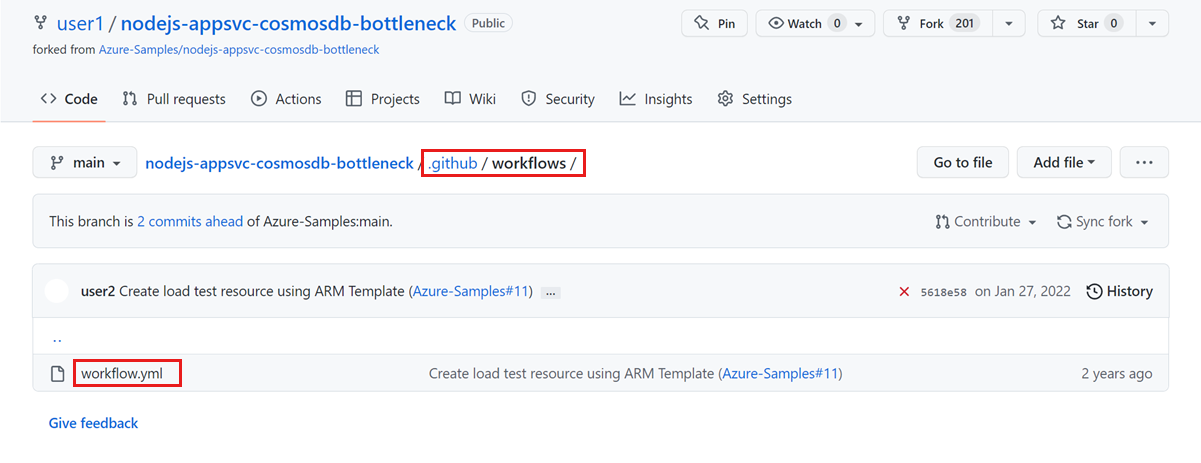 user1 / nodejs-appsvc-cosmosdb-bottleneck Public Pin Watch 0 Fork 201 Star 0
forked from Azure-Samples/nodejs-appsvc-cosmosdb-bottleneck
Code Pull requests Actions Projects Wiki Security Insights Settings
main nodejs-appsvc-cosmosdb-bottleneck / .github / workflows / Go to file Add file ...
This branch is 2 commits ahead of Azure-Samples:main. Contribute Sync fork
user2 Create load test resource using ARM Template (Azure-Samples#11) ... 5618e58 on Jan 27, 2022 History
..
workflow.yml Create load test resource using ARM Template (Azure-Samples#11) 2 years ago
Give feedback